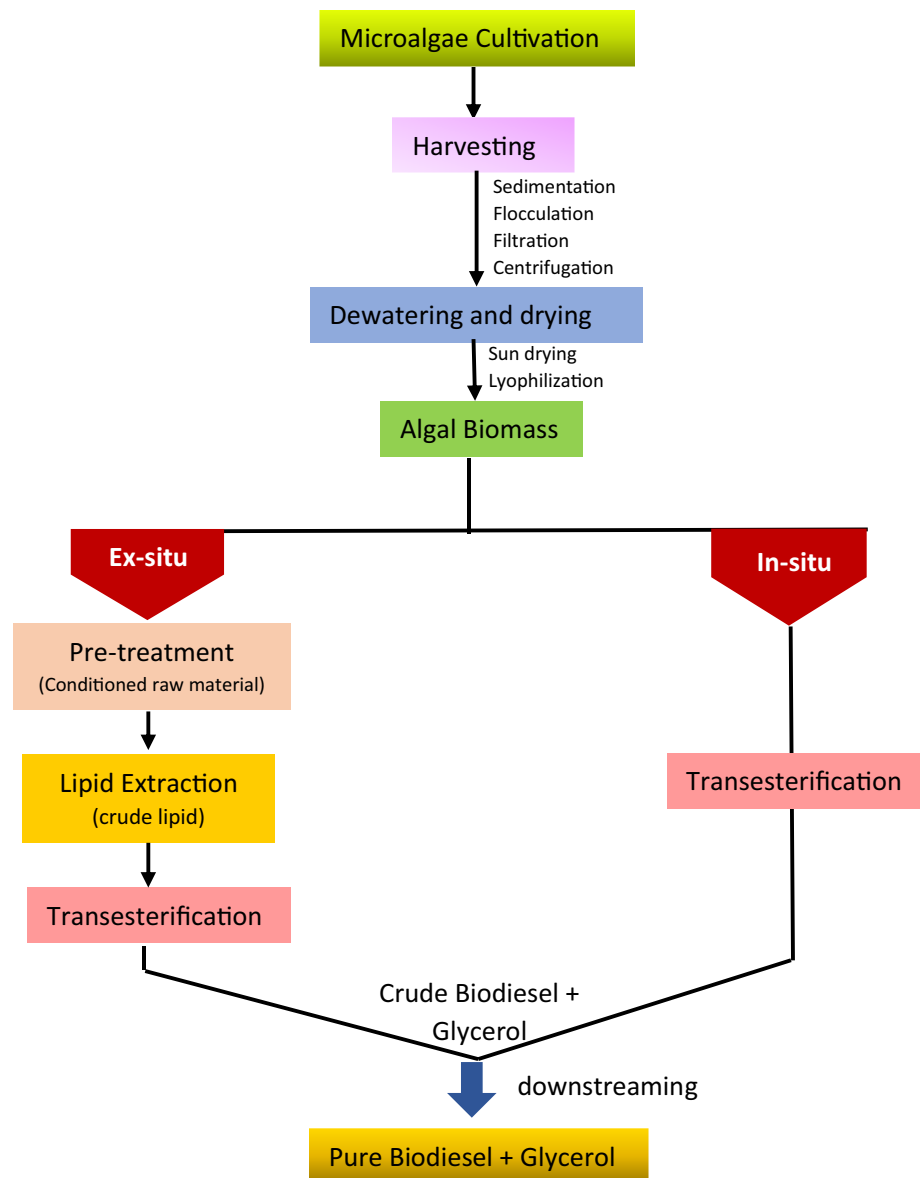 Microalgae Cultivation
Harvesting
Sedimentation
Flocculation
Filtration
Centrifugation
Dewatering and drying
Sun drying
Lyophilization
Algal Biomass
Ex-situ
In-situ
Pre-treatment
(Conditioned raw material)
Lipid Extraction
(crude lipid)
Transesterification
Transesterification
Crude Biodiesel +
Glycerol
downstreaming
Pure Biodiesel + Glycerol